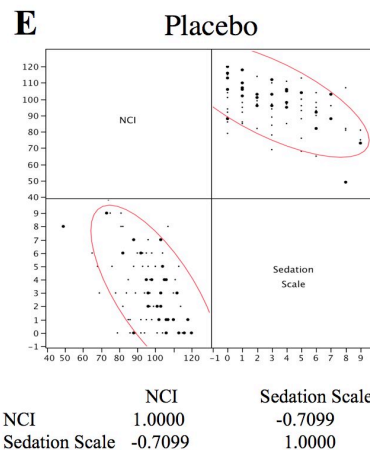 E Placebo
120
110
100
90
80
70
60
50
40
NCI
9
8
7
6
5
4
3
2
1
0
-1
Sedation
Scale
40 50 60 70 80 90 100 120 -1 0 1 2 3 4 5 6 7 8 9
NCI Sedation Scale
NCI 1.0000 -0.7099
Sedation Scale -0.7099 1.0000